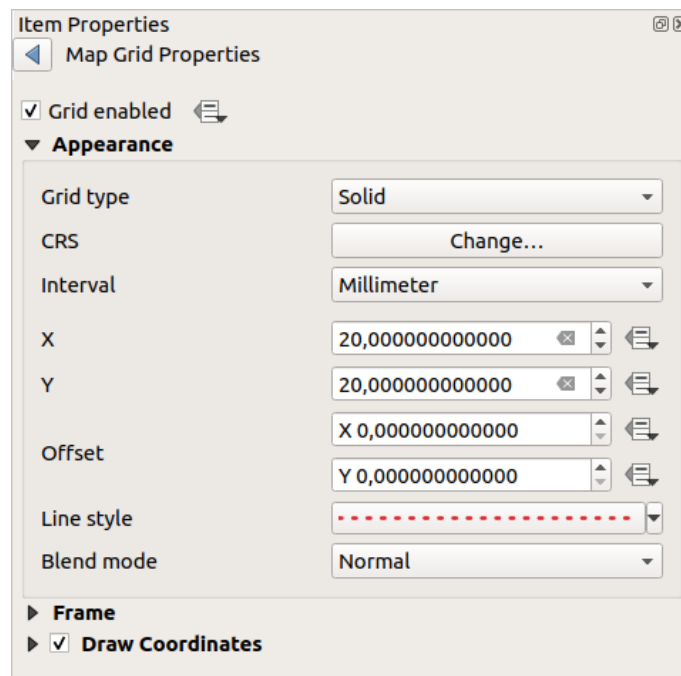 Item Properties
Map Grid Properties
Grid enabled
Appearance
Grid type Solid
CRS Change...
Interval Millimeter
X 20,000000000000
Y 20,000000000000
Offset X 0,000000000000
Y 0,000000000000
Line style
Blend mode Normal
Frame
Draw Coordinates